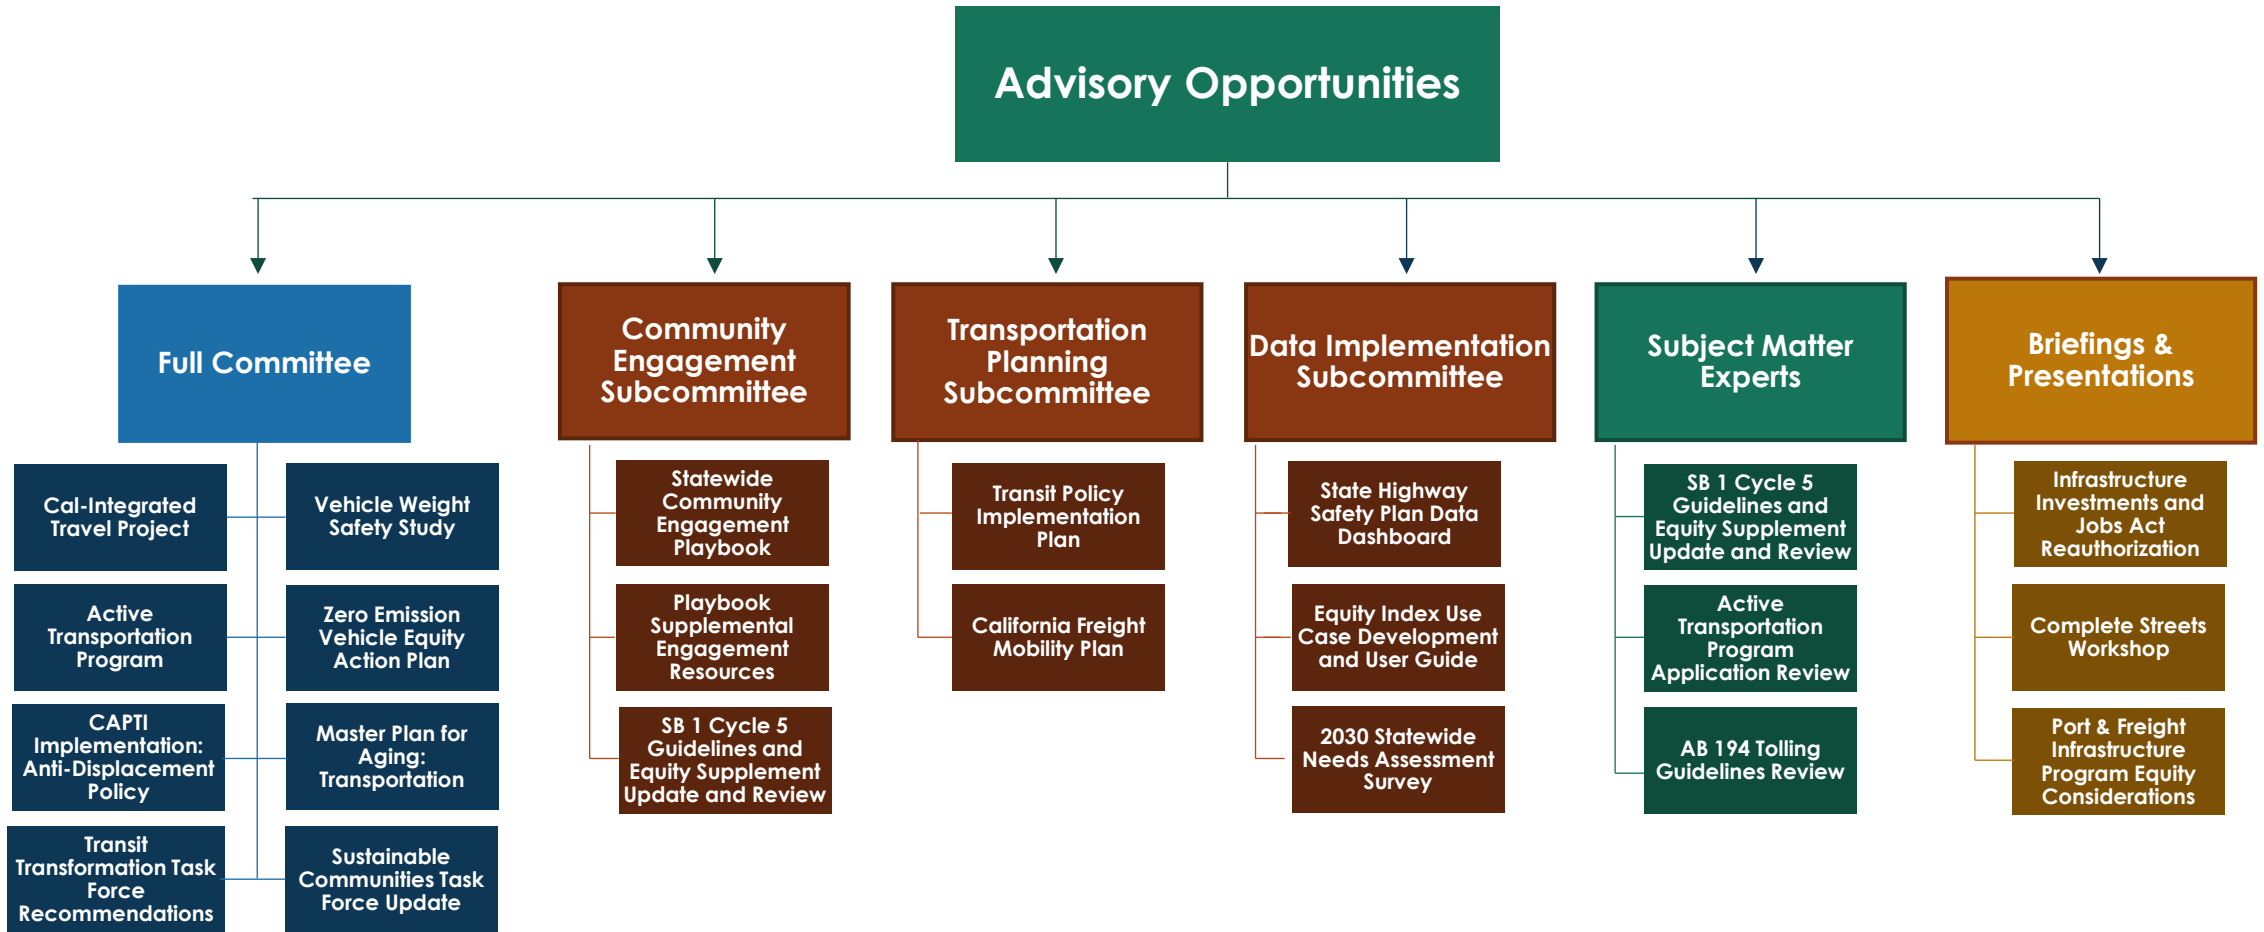 Advisory Opportunities
Full Committee
Cal-Integrated
Travel Project
Vehicle Weight
Safety Study
Active
Transportation
Program
Zero Emission
Vehicle Equity
Action Plan
CAPTI
Implementation:
Anti-Displacement
Policy
Master Plan for
Aging:
Transportation
Transit
Transformation Task
Force
Recommendations
Sustainable
Communities Task
Force Update
Community
Engagement
Subcommittee
Statewide
Community
Engagement
Playbook
Playbook
Supplemental
Engagement
Resources
SB 1 Cycle 5
Guidelines and
Equity Supplement
Update and Review
Transportation
Planning
Subcommittee
Transit Policy
Implementation
Plan
California Freight
Mobility Plan
Data Implementation
Subcommittee
State Highway
Safety Plan Data
Dashboard
Equity Index Use
Case Development
and User Guide
2030 Statewide
Needs Assessment
Survey
Subject Matter
Experts
SB 1 Cycle 5
Guidelines and
Equity Supplement
Update and Review
Active
Transportation
Program
Application Review
AB 194 Tolling
Guidelines Review
Briefings &
Presentations
Infrastructure
Investments and
Jobs Act
Reauthorization
Complete Streets
Workshop
Port & Freight
Infrastructure
Program Equity
Considerations